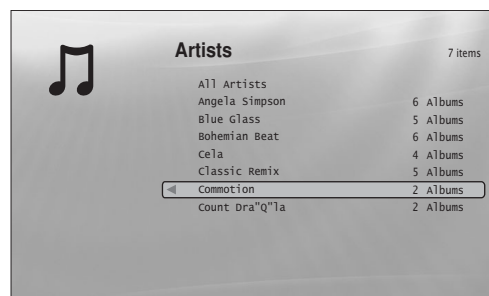 Artists 7 items
All Artists
Angela Simpson 6 Albums
Blue Glass 5 Albums
Bohemian Beat 6 Albums
Cela 4 Albums
Classic Remix 5 Albums
Commotion 2 Albums
Count Dra"Q"la 2 Albums